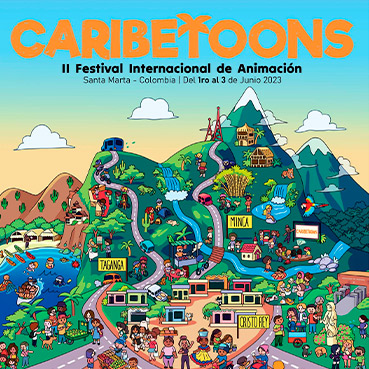 CARIBETOONS
II Festival Internacional de Animación
Santa Marta - Colombia | Del 1ro al 3 de Junio 2023
MINCA
CARIBETOONS
TAGANGA
CRISTO REY